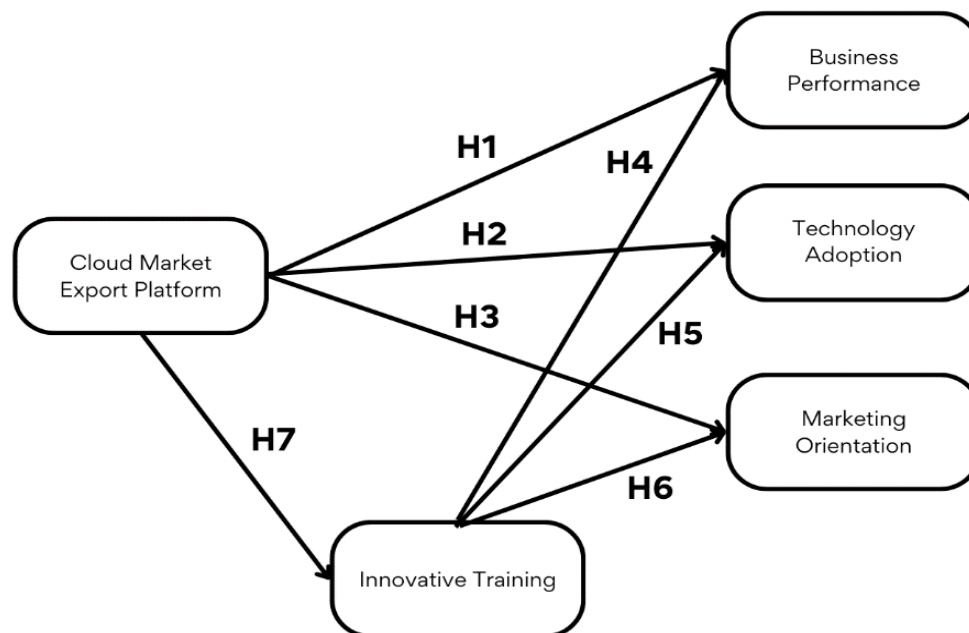 Business
Performance
H1
H4
Technology
Adoption
H2
Cloud Market
Export Platform
H3
H5
Marketing
Orientation
H7
H6
Innovative Training